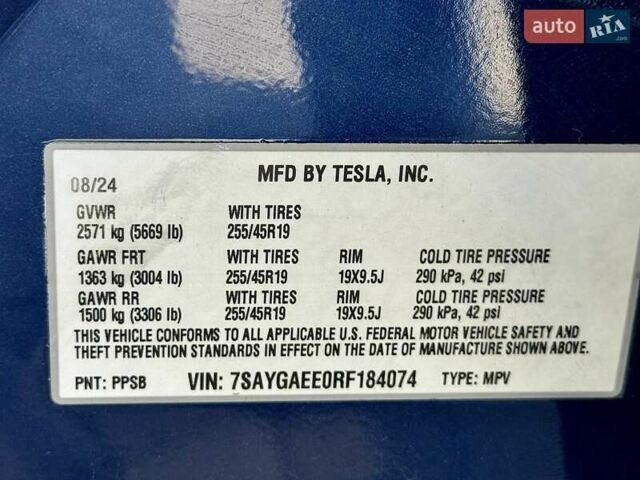 auto RIA.com
08/24 MFD BY TESLA, INC.
GVWR WITH TIRES
2571 kg (5669 lb) 255/45R19
GAWR FRT WITH TIRES RIM COLD TIRE PRESSURE
1363 kg (3004 lb) 255/45R19 19X9.5J 290 kPa, 42 psi
GAWR RR WITH TIRES RIM COLD TIRE PRESSURE
1500 kg (3306 lb) 255/45R19 19X9.5J 290 kPa, 42 psi
THIS VEHICLE CONFORMS TO ALL APPLICABLE U.S. FEDERAL MOTOR VEHICLE SAFETY AND
THEFT PREVENTION STANDARDS IN EFFECT ON THE DATE OF MANUFACTURE SHOWN ABOVE.
PNT: PPSB VIN: 7SAYGAEE0RF184074 TYPE: MPV